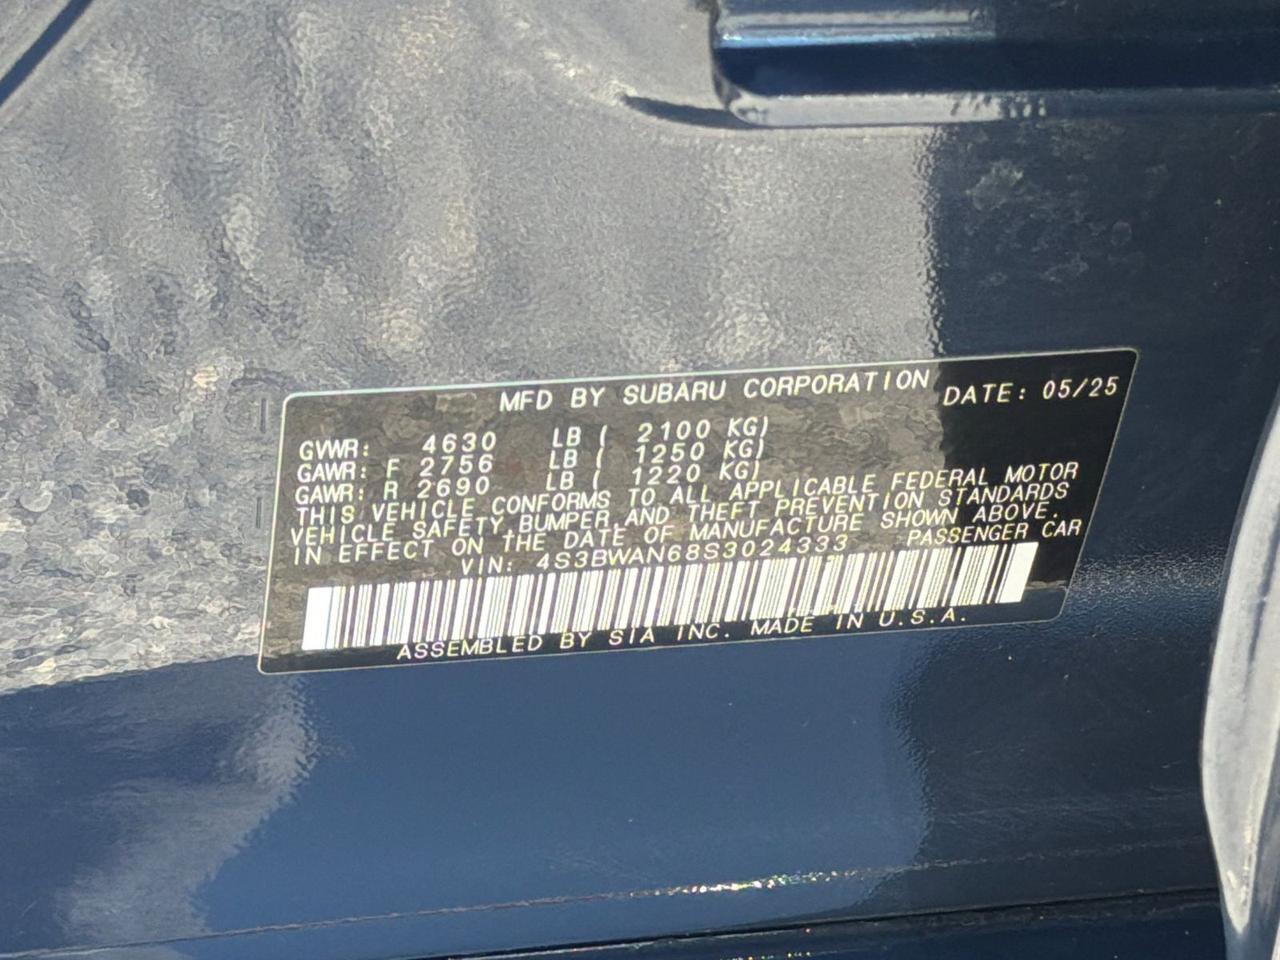 MFD BY SUBARU CORPORATION DATE: 05/25
GVWR: 4630 LB ( 2100 KG)
GAWR: F 2756 LB ( 1250 KG)
GAWR: R 2690 LB ( 1220 KG)
THIS VEHICLE CONFORMS TO ALL APPLICABLE FEDERAL MOTOR
VEHICLE SAFETY, BUMPER, AND THEFT PREVENTION STANDARDS
IN EFFECT ON THE DATE OF MANUFACTURE SHOWN ABOVE.
VIN: 4S3BWAN68S3024333 PASSENGER CAR
ASSEMBLED BY SIA INC. MADE IN U.S.A.